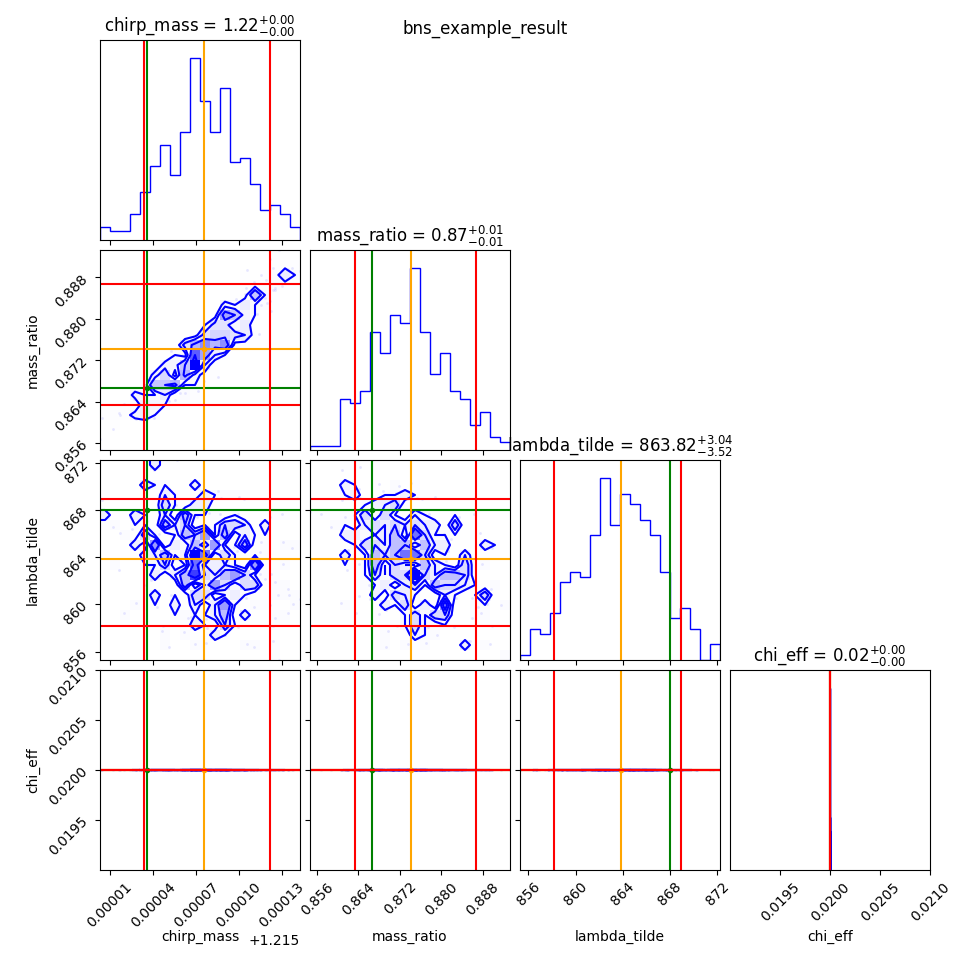 bns_example_result
chirp_mass = 1.22+0.00−0.00
mass_ratio = 0.87+0.01−0.01
0.888
0.880
0.872
0.864
0.856
mass_ratio
lambda_tilde = 863.82+3.04−3.52
872
868
864
860
856
lambda_tilde
chi_eff = 0.02+0.00−0.00
0.0210
0.0205
0.0200
0.0195
chi_eff
0.00001 0.00004 0.00007 0.00010 0.00013
+1.215
chirp_mass
0.856 0.864 0.872 0.880 0.888
mass_ratio
856 860 864 868 872
lambda_tilde
0.0195 0.0200 0.0205 0.0210
chi_eff